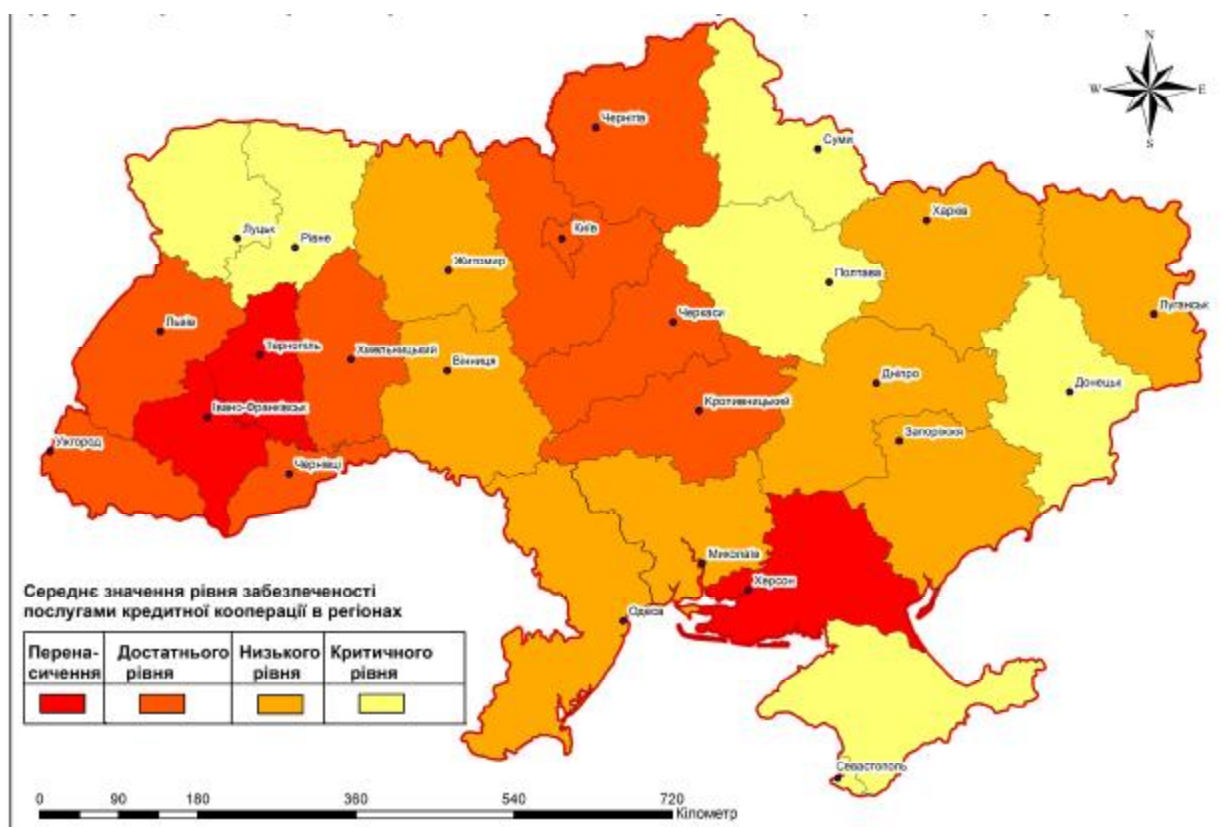 N
W E
S
Чернігів
Суми
Луцьк
Рівне
Київ
Харків
Житомир
Полтава
Львів
Черкаси
Луганськ
Тернопіль
Хмельницький
Вінниця
Дніпро
Донецьк
Івано-Франківськ
Кропивницький
Ужгород
Запоріжжя
Чернівці
Миколаїв
Херсон
Одеса
Севастополь
Середнє значення рівня забезпеченості
послугами кредитної кооперації в регіонах
Перена- Достатнього Низького Критичного
сичення рівня рівня рівня
0 90 180 360 540 720
Кілометр